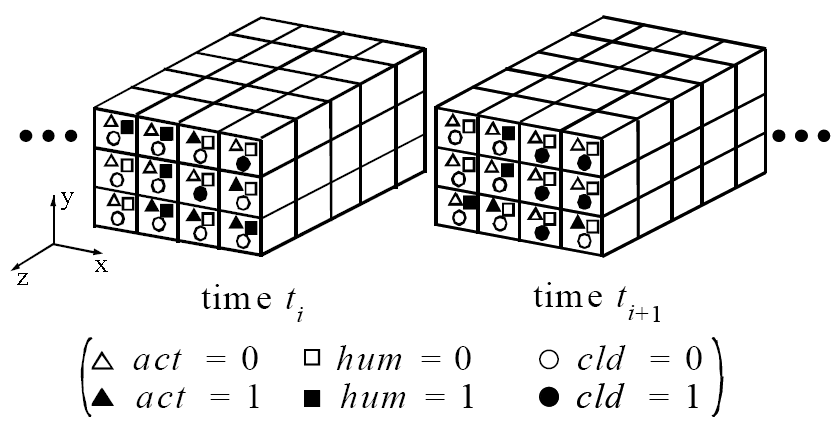 y
x
z
time t_i
time t_{i+1}
△ act = 0 □ hum = 0 ○ cld = 0
▲ act = 1 ■ hum = 1 ● cld = 1